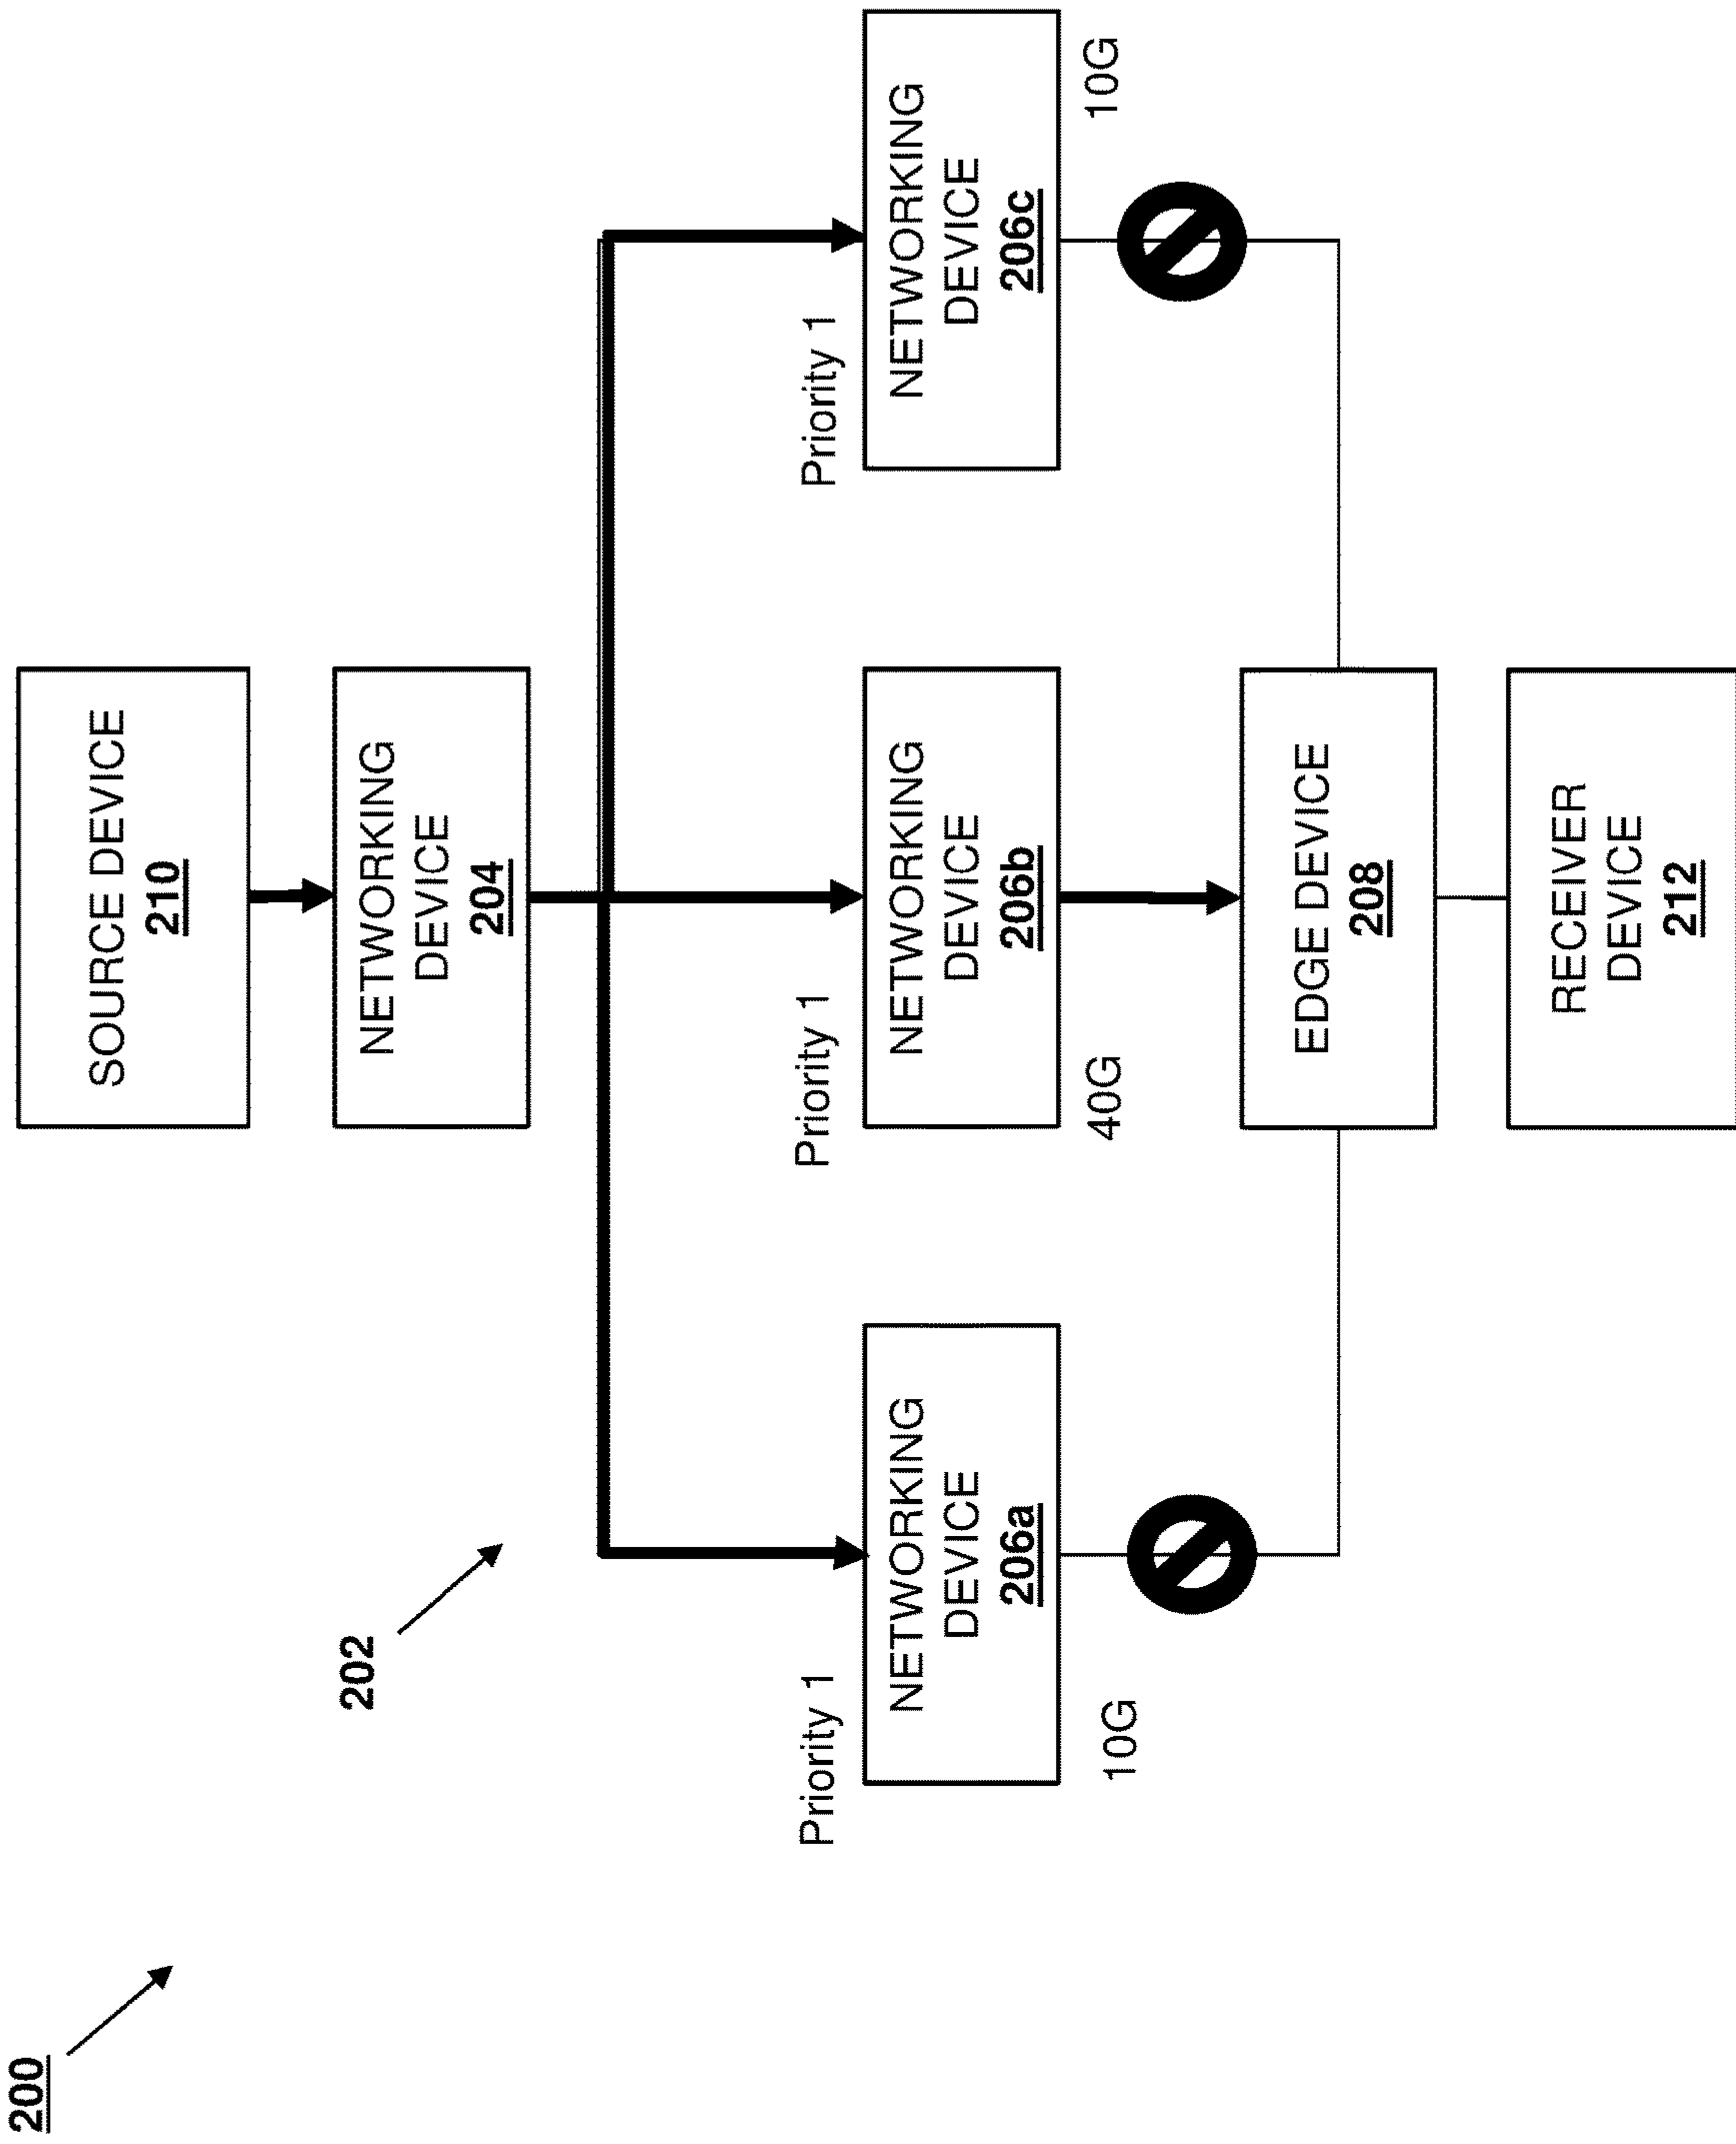 200
202
SOURCE DEVICE
210
NETWORKING
DEVICE
204
Priority 1
NETWORKING
DEVICE
206a
10G
Priority 1
NETWORKING
DEVICE
206b
40G
Priority 1
NETWORKING
DEVICE
206c
10G
EDGE DEVICE
208
RECEIVER
DEVICE
212